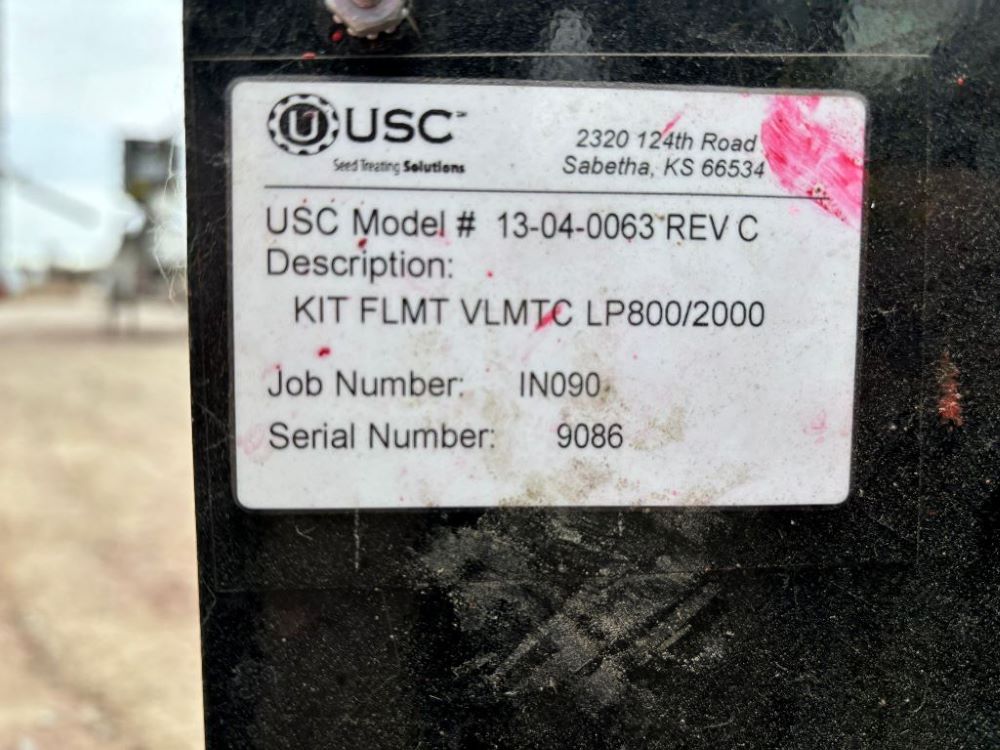 U USC™
Seed Treating Solutions
2320 124th Road
Sabetha, KS 66534
USC Model # 13-04-0063 REV C
Description:
KIT FLMT VLMTC LP800/2000
Job Number: IN090
Serial Number: 9086